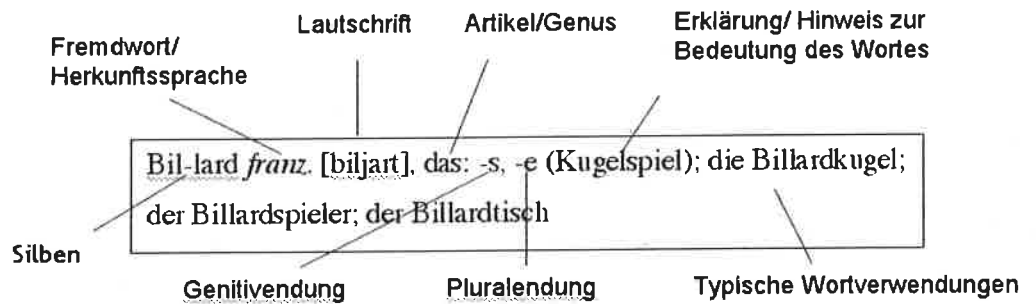 Lautschrift Artikel/Genus Erklärung/ Hinweis zur
Bedeutung des Wortes
Fremdwort/
Herkunftssprache
Bil-lard franz. [biljart], das: -s, -e (Kugelspiel); die Billardkugel;
der Billardspieler; der Billardtisch
Silben
Genitivendung Pluralendung Typische Wortverwendungen